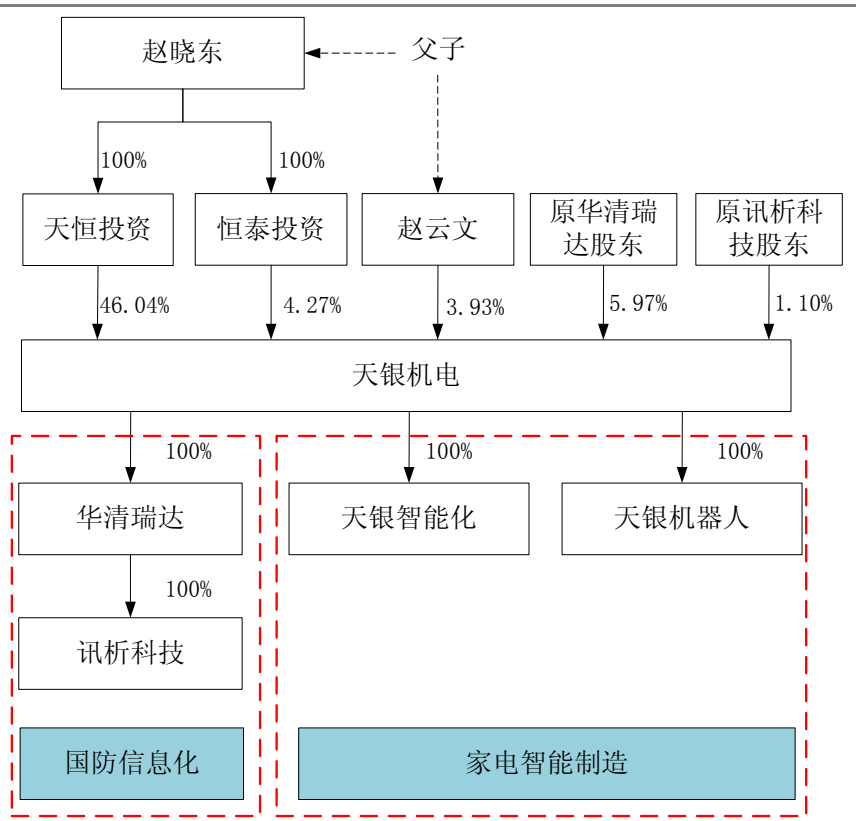 赵晓东
父子
100%
100%
天恒投资
恒泰投资
赵云文
原华清瑞
达股东
原讯析科
技股东
46.04%
4.27%
3.93%
5.97%
1.10%
天银机电
100%
100%
100%
华清瑞达
天银智能化
天银机器人
100%
讯析科技
国防信息化
家电智能制造